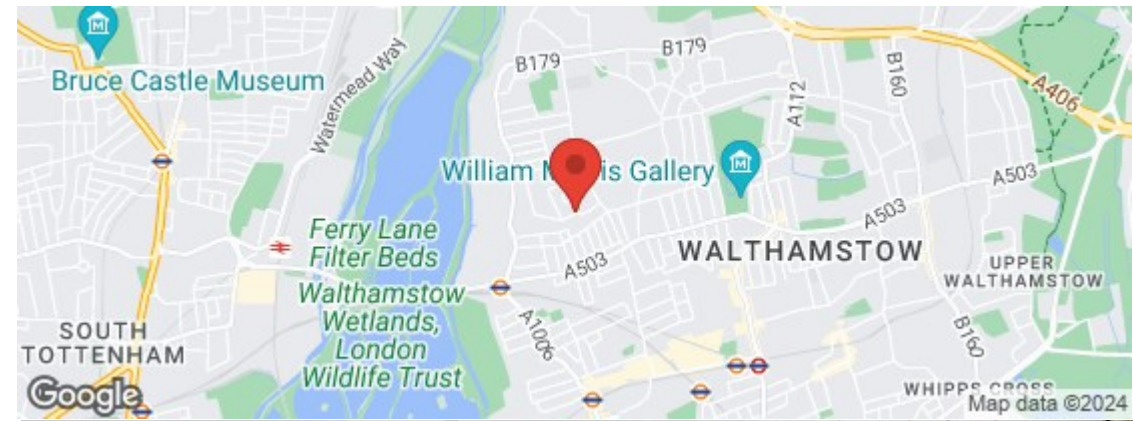 Bruce Castle Museum
Watermead Way
B179
B179
A112
B160
A406
William M is Gallery
A503
A503
Ferry Lane
Filter Beds
A503
WALTHAMSTOW
UPPER
WALTHAMSTOW
Walthamstow
Wetlands,
London
Wildlife Trust
A1006
B160
SOUTH
TOTTENHAM
WHIPPS CROSS
Google
Map data ©2024